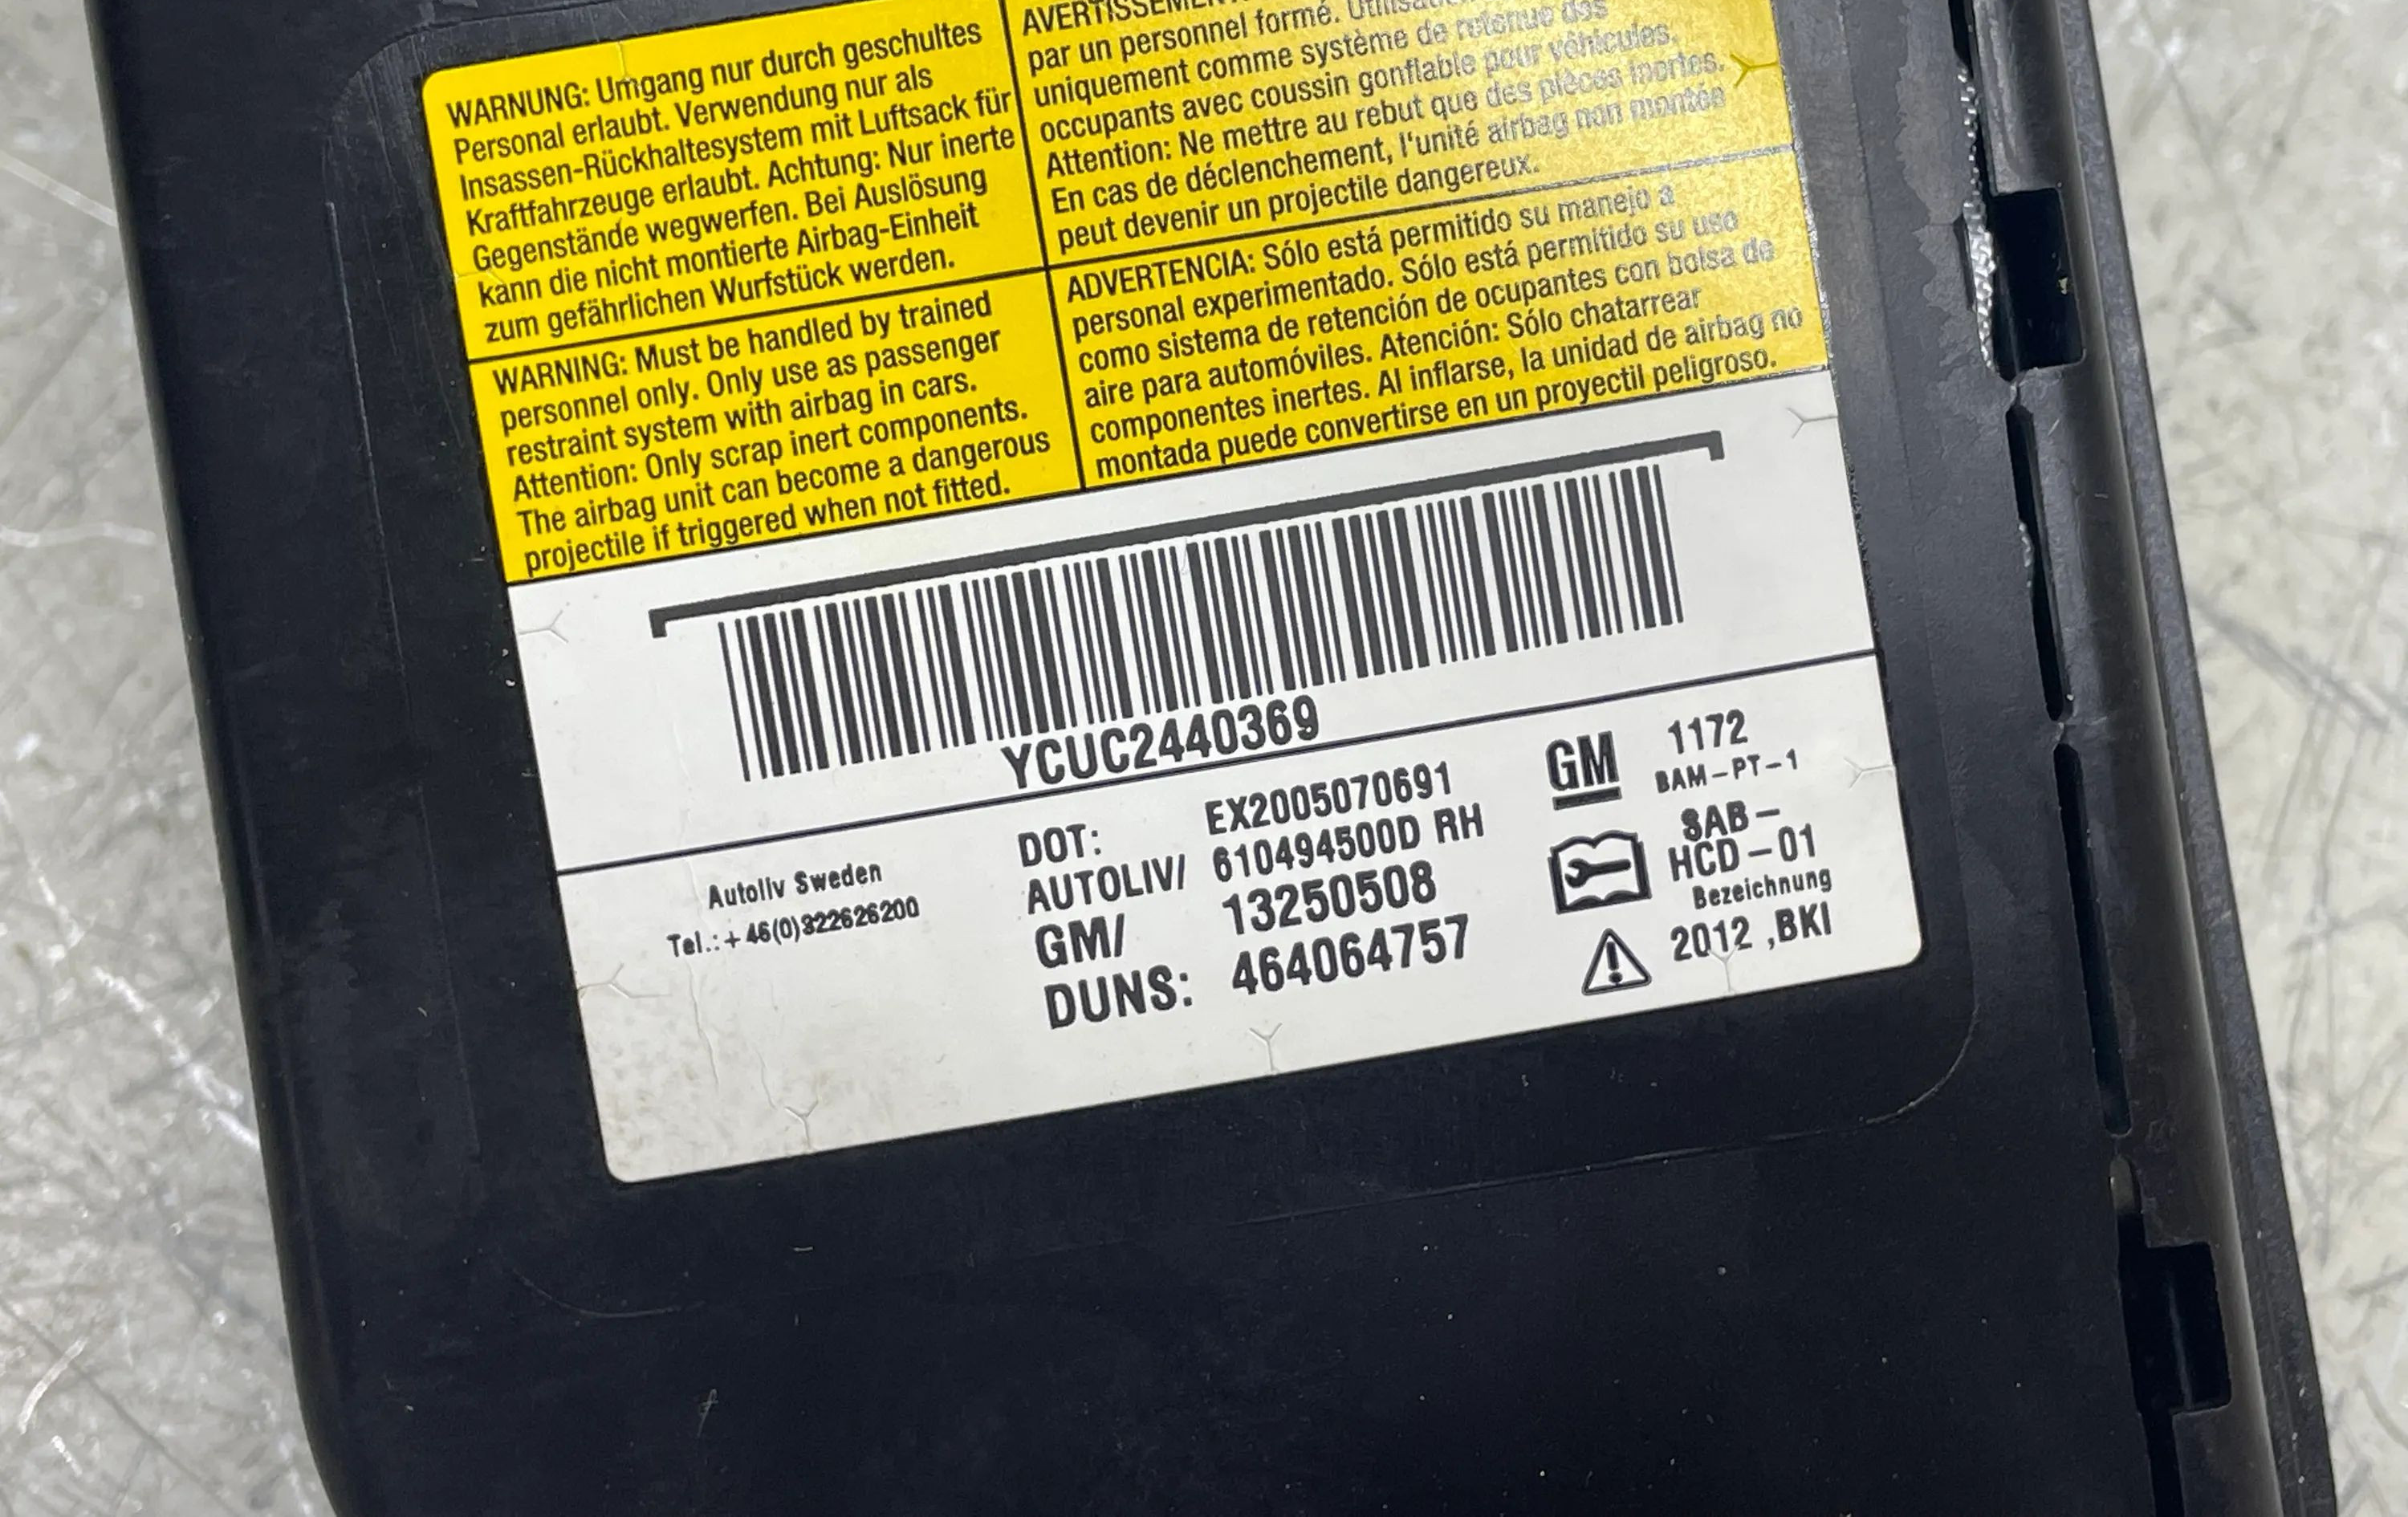 WARNUNG: Umgang nur durch geschultes
Personal erlaubt. Verwendung nur als
Insassen-Rückhaltesystem mit Luftsack für
Kraftfahrzeuge erlaubt. Achtung: Nur inerte
Gegenstände wegwerfen. Bei Auslösung
kann die nicht montierte Airbag-Einheit
zum gefährlichen Wurfstück werden.
par un personnel formé.
uniquement comme système de retenue des
occupants avec coussin gonflable pour véhicules.
Attention: Ne mettre au rebut que des pièces inertes.
En cas de déclenchement, l'unité airbag non montée
peut devenir un projectile dangereux.
WARNING: Must be handled by trained
personnel only. Only use as passenger
restraint system with airbag in cars.
Attention: Only scrap inert components.
The airbag unit can become a dangerous
projectile if triggered when not fitted.
ADVERTENCIA: Sólo está permitido su manejo a
personal experimentado. Sólo está permitido su uso
como sistema de retención de ocupantes con bolsa de
aire para automóviles. Atención: Sólo chatarrear
componentes inertes. Al inflarse, la unidad de airbag no
montada puede convertirse en un proyectil peligroso.
YCUC2440369
Autoliv Sweden
Tel.:+46(0)322626200
DOT: EX2005070691
AUTOLIV/ 610494500D RH
GM/ 13250508
DUNS: 464064757
GM
1172
BAM-PT-1
SAB-
HCD-01
Bezeichnung
2012 ,BKI